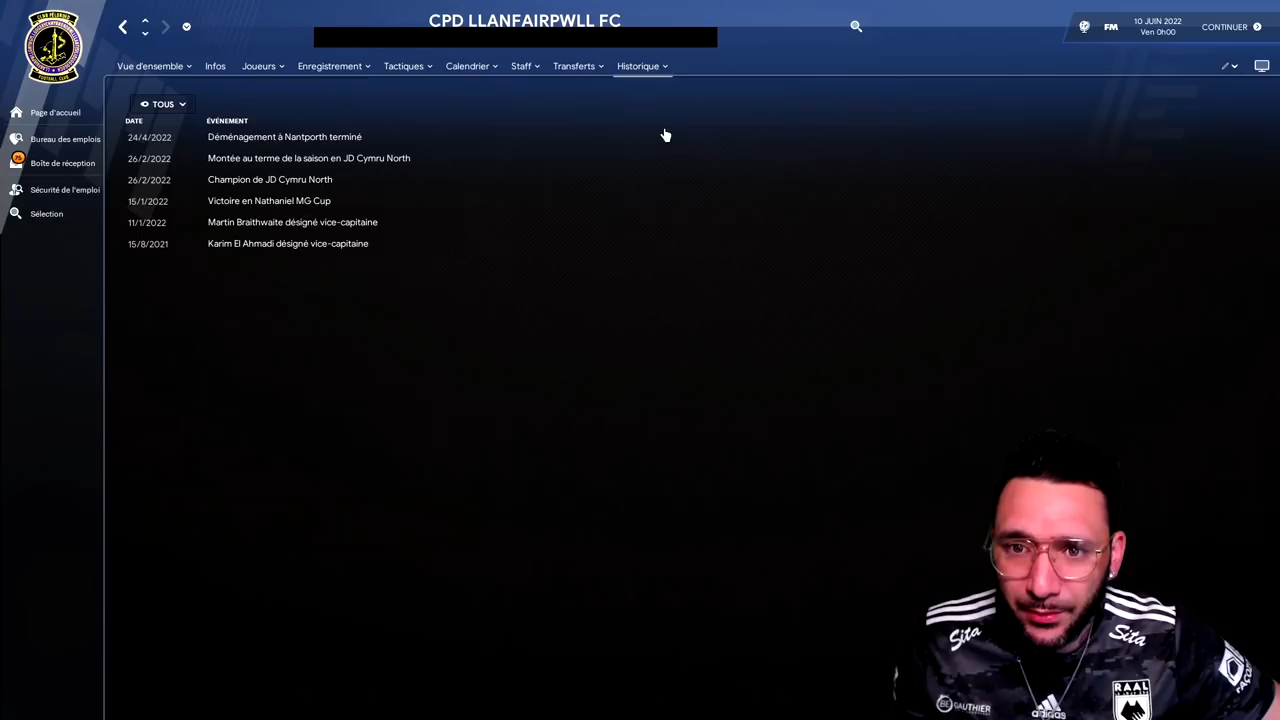 CPD LLANFAIRPWLL FC
10 JUIN 2022
Ven 0h00
FM
CONTINUER
Vue d'ensemble
Infos
Joueurs
Enregistrement
Tactiques
Calendrier
Staff
Transferts
Historique
Page d'accueil
Bureau des emplois
75
Boîte de réception
Sécurité de l'emploi
Sélection
TOUS
DATE ÉVÉNEMENT
24/4/2022 Déménagement à Nantporth terminé
26/2/2022 Montée au terme de la saison en JD Cymru North
26/2/2022 Champion de JD Cymru North
15/1/2022 Victoire en Nathaniel MG Cup
11/1/2022 Martin Braithwaite désigné vice-capitaine
15/8/2021 Karim El Ahmadi désigné vice-capitaine
Sita
Sita
BE GAUTHIER
adidas
RAAL